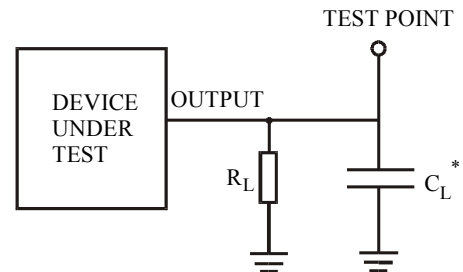 TEST POINT
DEVICE
UNDER
TEST
OUTPUT
RL
CL*